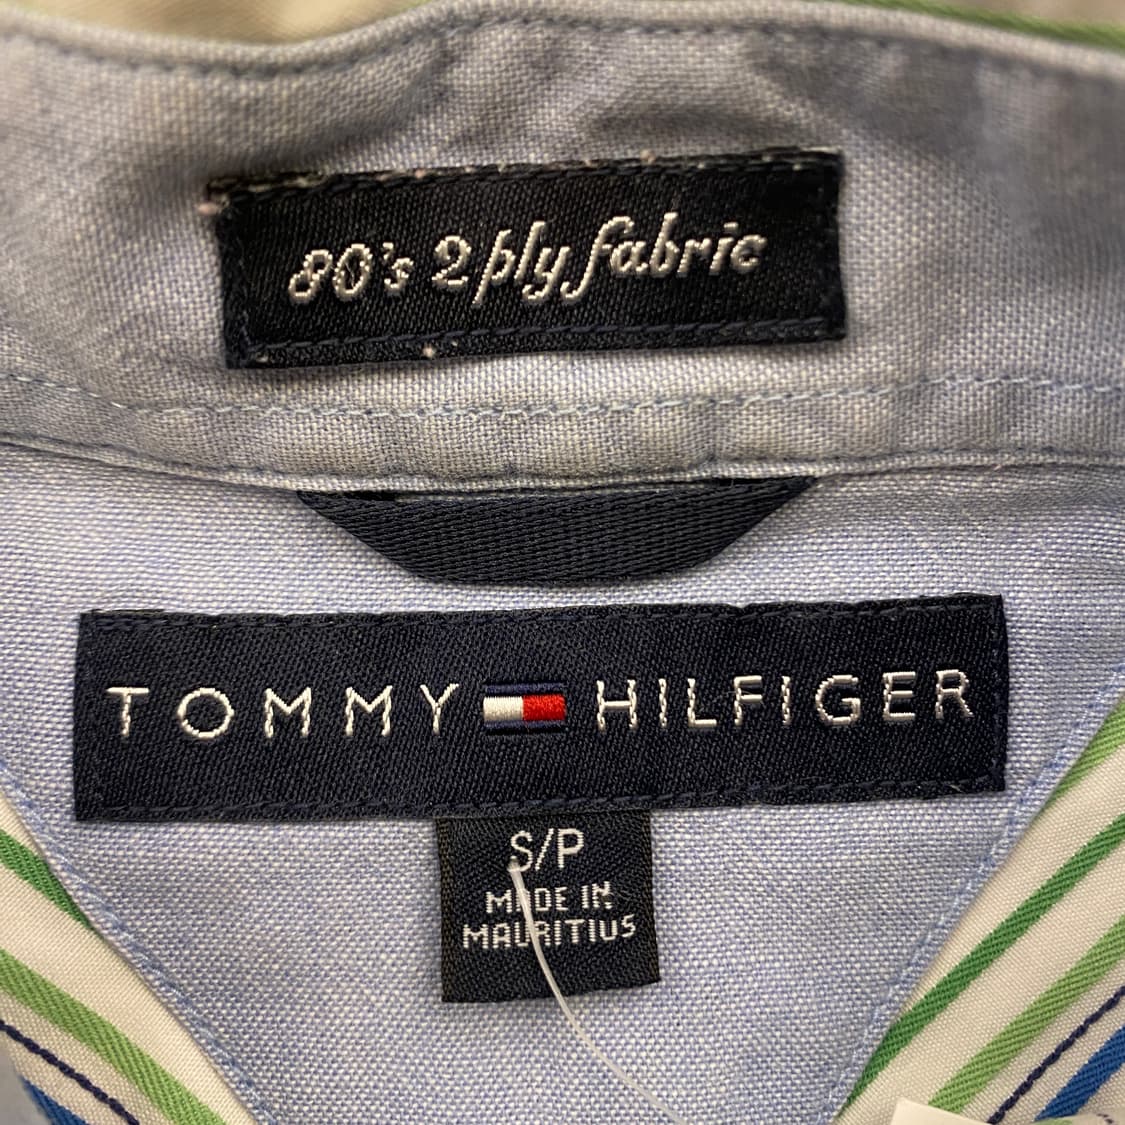 80's 2 ply fabric
TOMMY HILFIGER
S/P
MADE IN
MAURITIUS